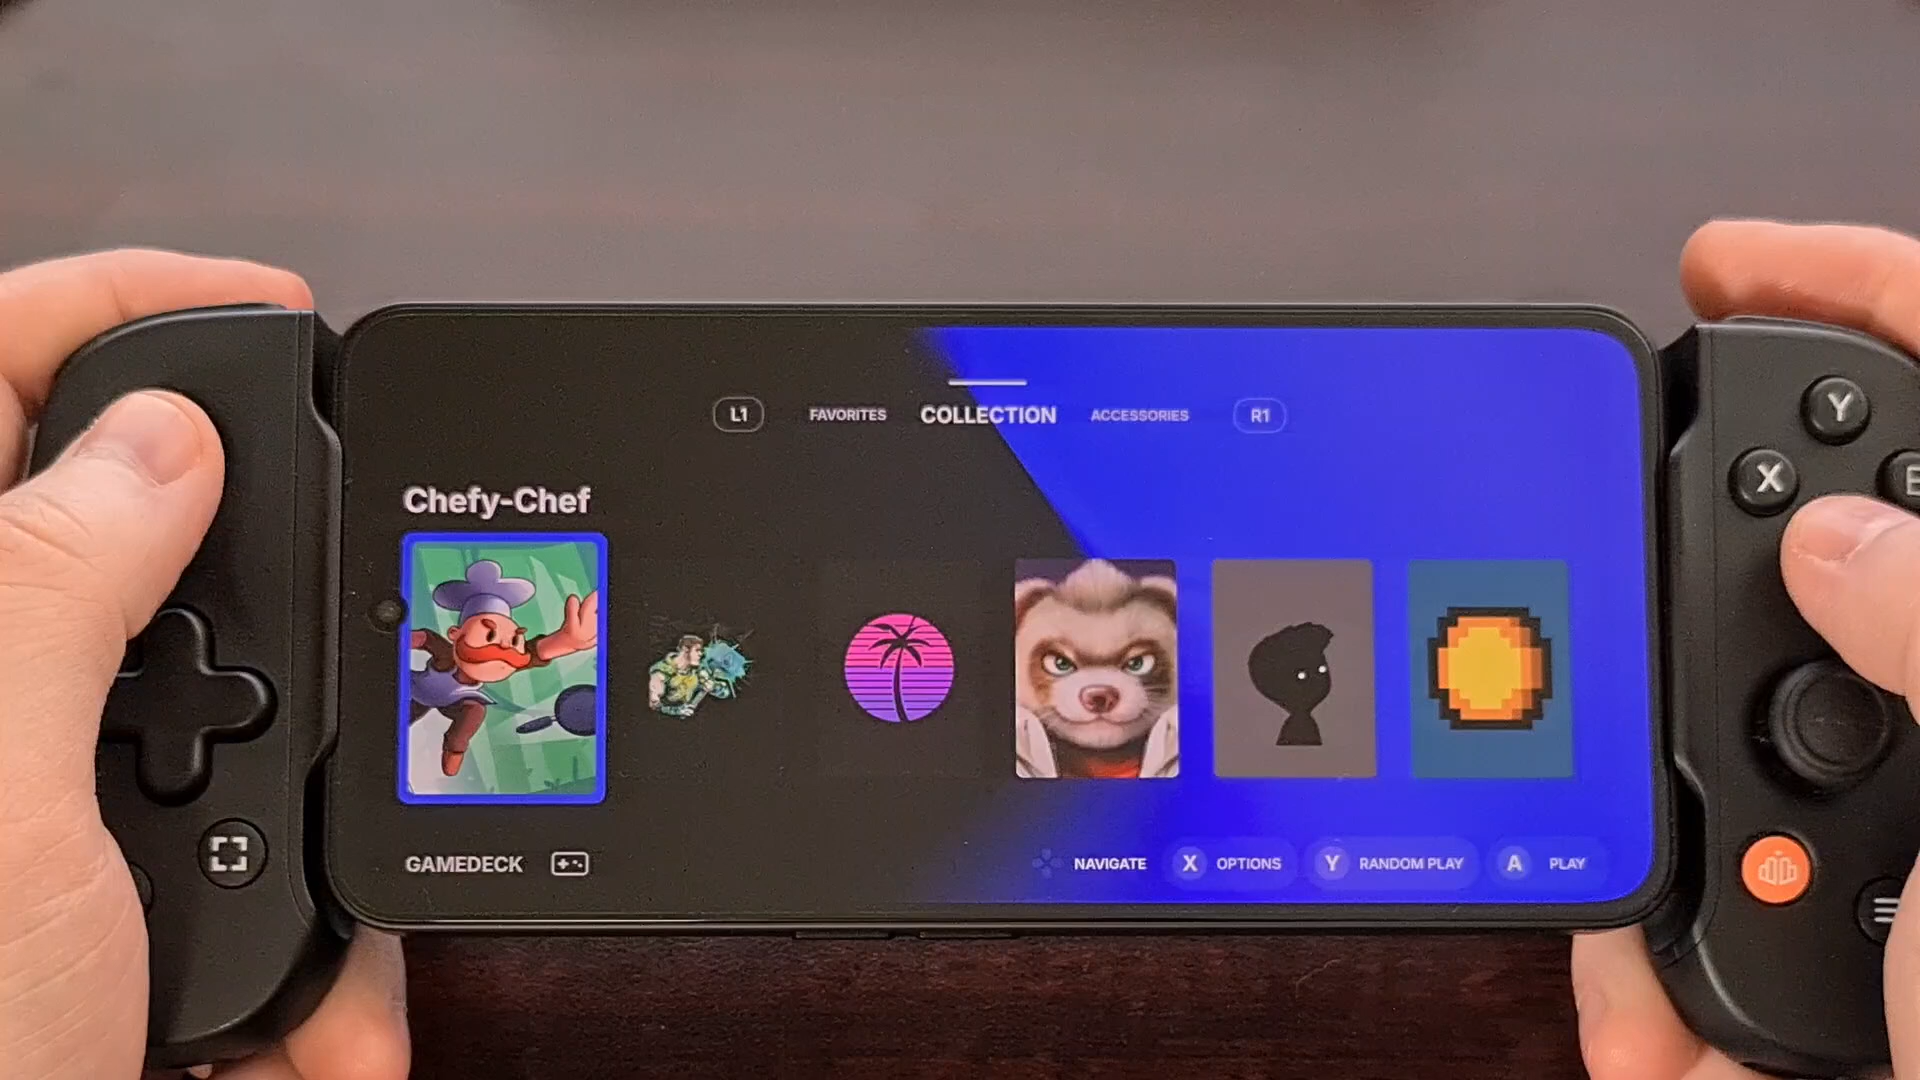 L1 FAVORITES COLLECTION ACCESSORIES R1
Y
X
Chefy-Chef
GAMEDECK NAVIGATE X OPTIONS Y RANDOM PLAY A PLAY